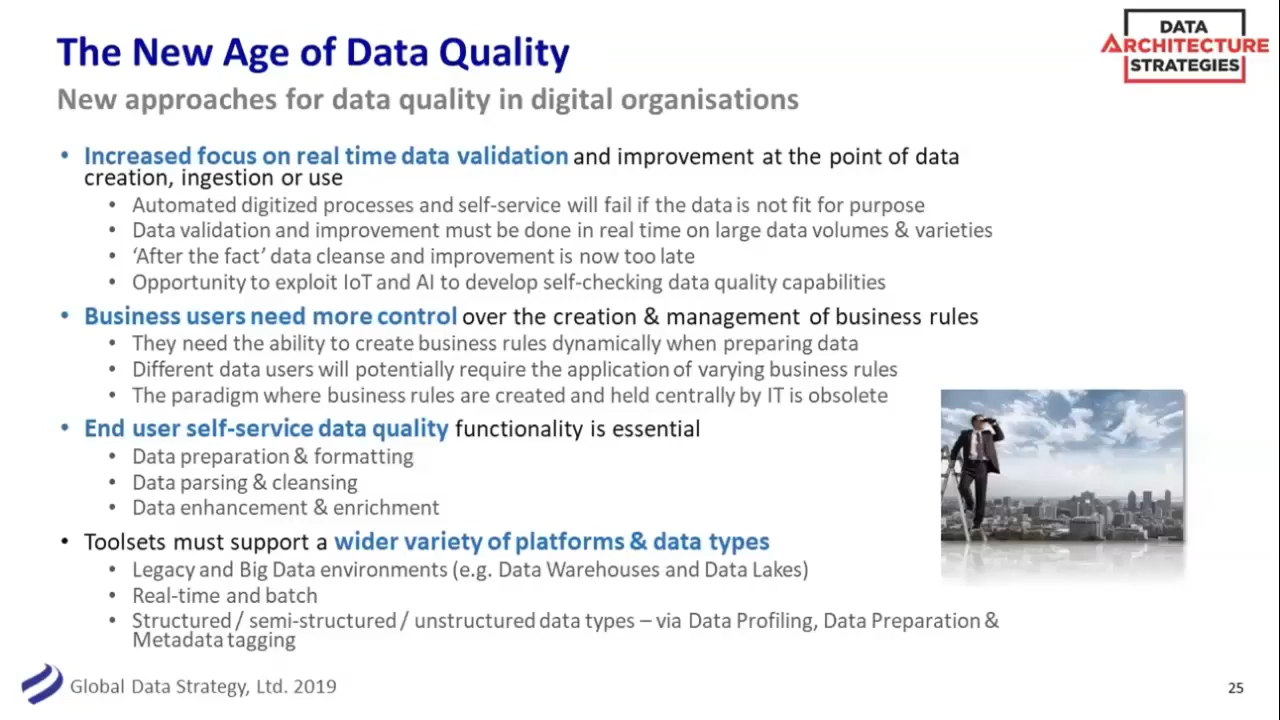 The New Age of Data Quality
DATA
ARCHITECTURE
STRATEGIES
New approaches for data quality in digital organisations
• Increased focus on real time data validation and improvement at the point of data
creation, ingestion or use
• Automated digitized processes and self-service will fail if the data is not fit for purpose
• Data validation and improvement must be done in real time on large data volumes & varieties
• ‘After the fact’ data cleanse and improvement is now too late
• Opportunity to exploit IoT and AI to develop self-checking data quality capabilities
• Business users need more control over the creation & management of business rules
• They need the ability to create business rules dynamically when preparing data
• Different data users will potentially require the application of varying business rules
• The paradigm where business rules are created and held centrally by IT is obsolete
• End user self-service data quality functionality is essential
• Data preparation & formatting
• Data parsing & cleansing
• Data enhancement & enrichment
• Toolsets must support a wider variety of platforms & data types
• Legacy and Big Data environments (e.g. Data Warehouses and Data Lakes)
• Real-time and batch
• Structured / semi-structured / unstructured data types – via Data Profiling, Data Preparation &
Metadata tagging
Global Data Strategy, Ltd. 2019
25